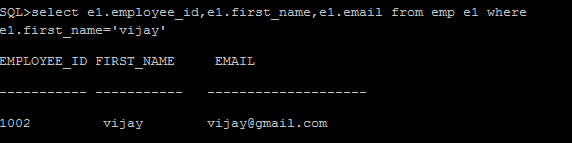 SQL>select e1.employee_id,e1.first_name,e1.email from emp e1 where
e1.first_name='vijay'
EMPLOYEE_ID FIRST_NAME EMAIL
----------- ----------- --------------------
1002 vijay vijay@gmail.com